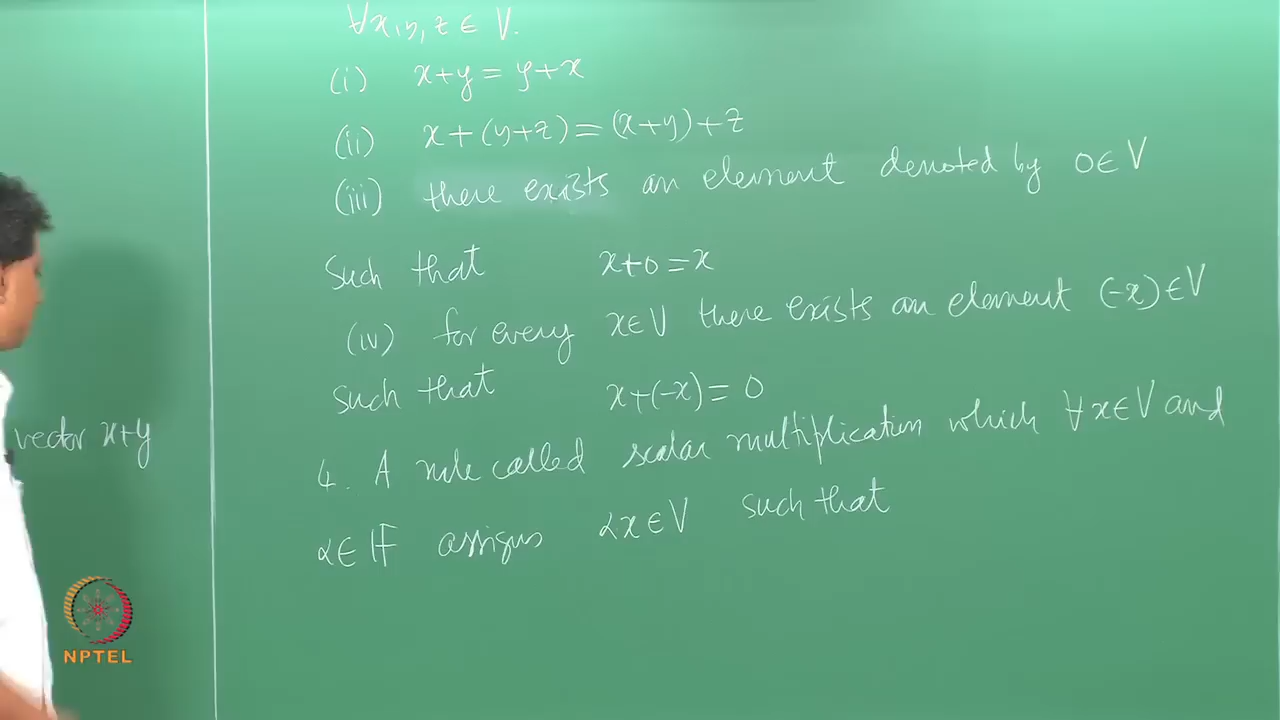 ∀x,y,z ∈ V.
(i) x+y = y+x
(ii) x+(y+z) = (x+y)+z
(iii) there exists an element denoted by 0∈V
Such that x+0 = x
(iv) for every x∈V there exists an element (-x)∈V
such that x+(-x) = 0
vector x+y
4. A rule called scalar multiplication which ∀x∈V and
α∈ IF assigns αx∈V such that
NPTEL